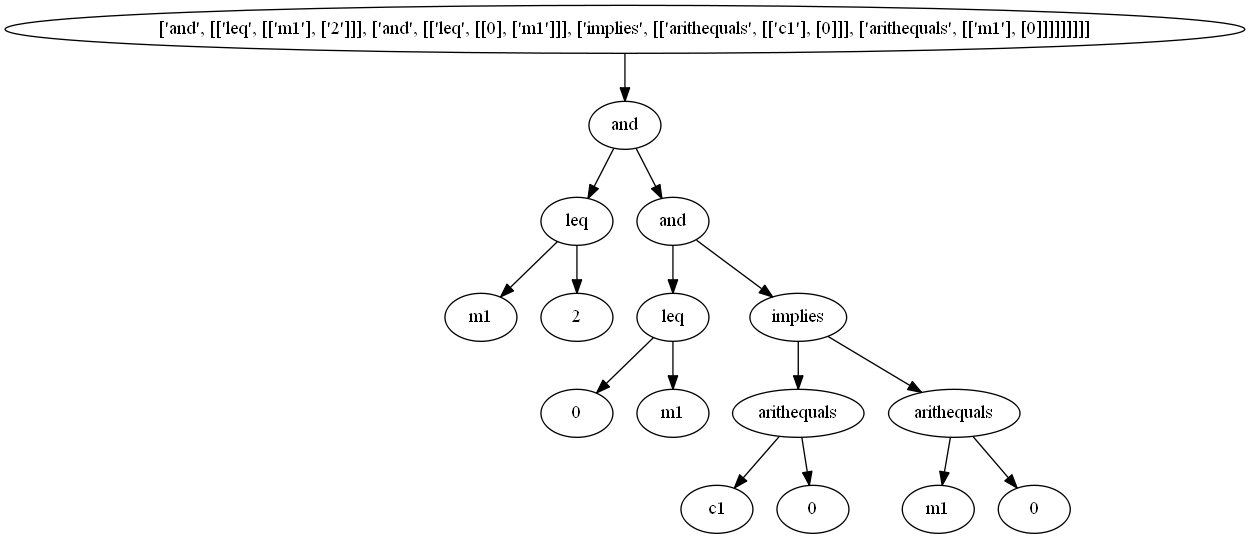 ['and', [['leq', [['m1'], ['2']]], ['and', [['leq', [[0], ['m1']]], ['implies', [['arithequals', [['c1'], [0]]], ['arithequals', [['m1'], [0]]]]]]]]]
and
leq and
m1 2 leq implies
0 m1 arithequals arithequals
c1 0 m1 0